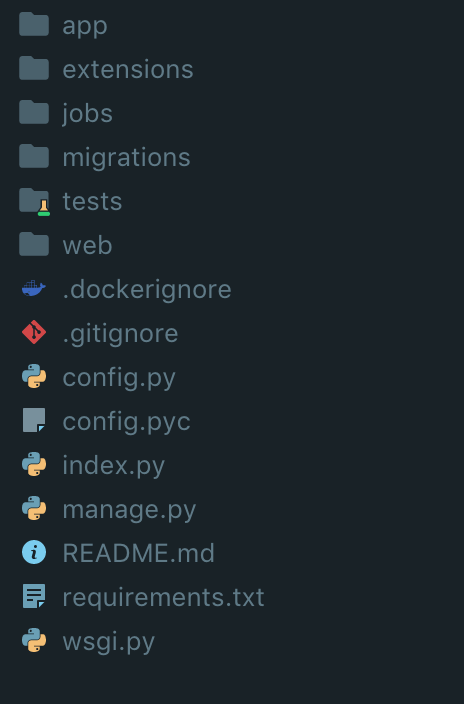 app
extensions
jobs
migrations
tests
web
.dockerignore
.gitignore
config.py
config.pyc
index.py
manage.py
README.md
requirements.txt
wsgi.py